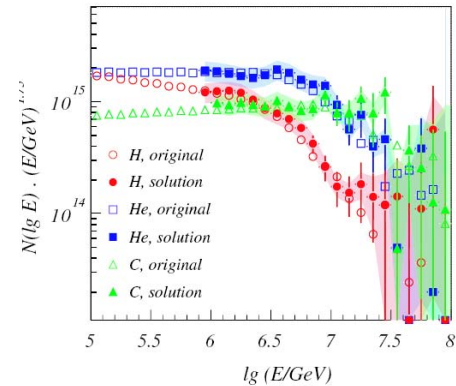 N(lg E) . (E/GeV) 1.75
10 15
10 14
H, original
H, solution
He, original
He, solution
C, original
C, solution
5 5.5 6 6.5 7 7.5 8
lg (E/GeV)